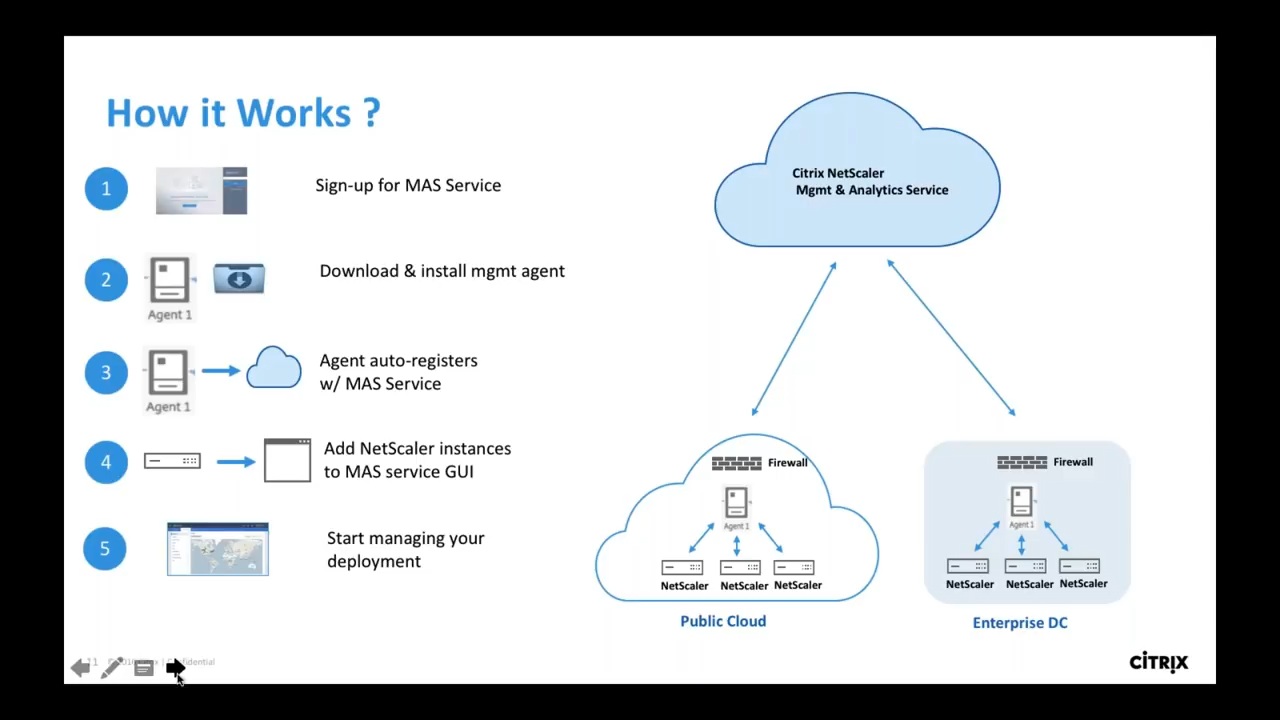 How it Works ?
1
Sign-up for MAS Service
2
Agent 1
Download & install mgmt agent
3
Agent 1
Agent auto-registers
w/ MAS Service
4
Add NetScaler instances
to MAS service GUI
5
Start managing your
deployment
Citrix NetScaler
Mgmt & Analytics Service
Firewall
Agent 1
NetScaler NetScaler NetScaler
Public Cloud
Firewall
Agent 1
NetScaler NetScaler NetScaler
Enterprise DC
11
CİTRIX